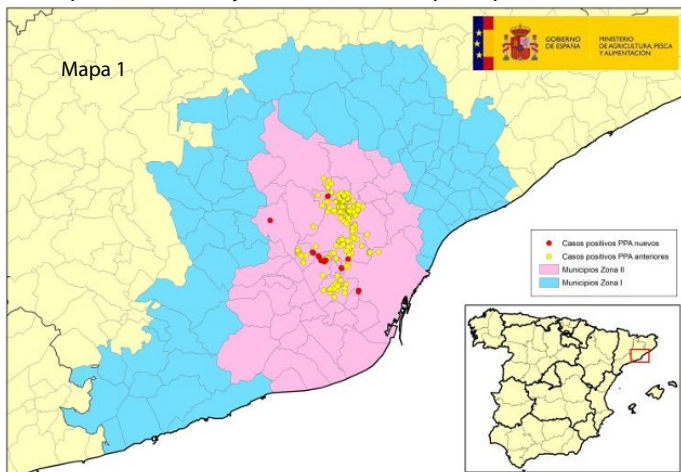 Mapa 1
GOBIERNO
DE ESPAÑA
MINISTERIO
DE AGRICULTURA, PESCA
Y ALIMENTACIÓN
Casos positivos PPA nuevos
Casos positivos PPA anteriores
Municipios Zona II
Municipios Zona I